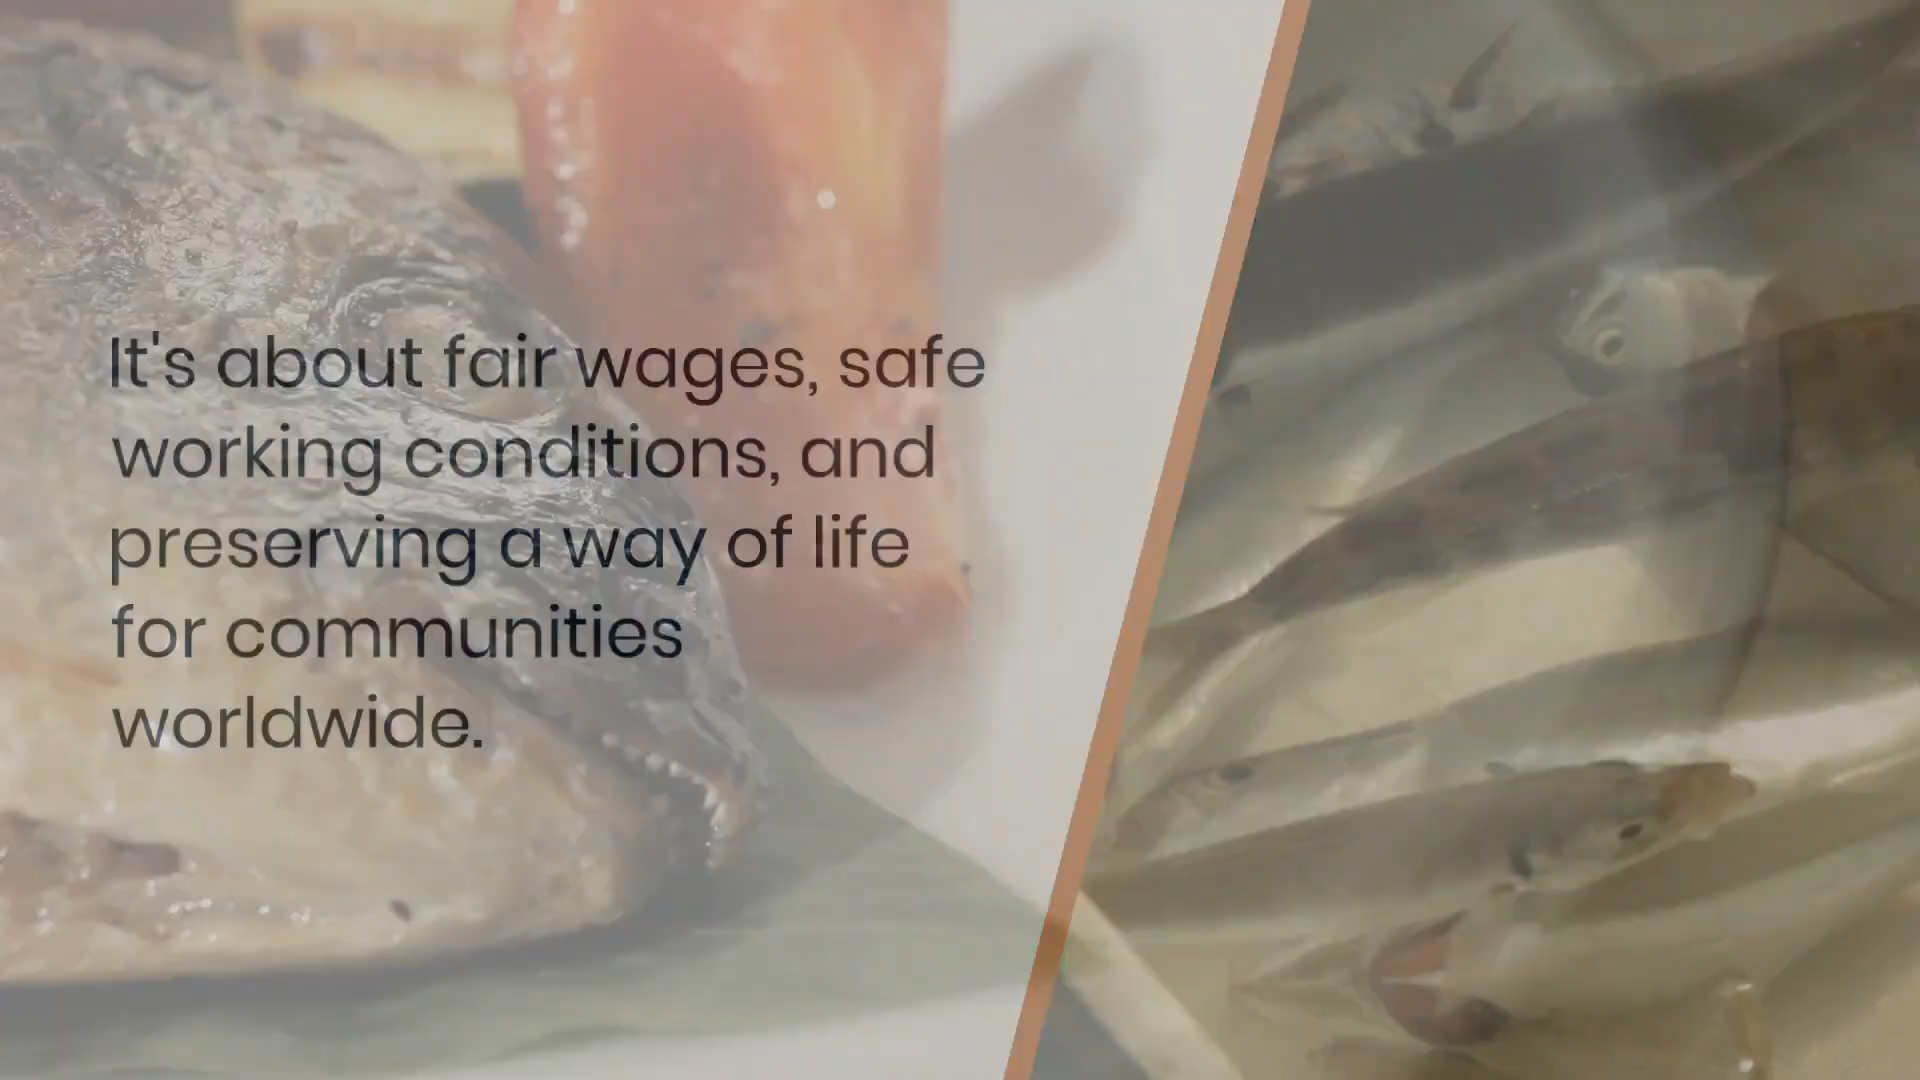 It's about fair wages, safe
working conditions, and
preserving a way of life
for communities
worldwide.